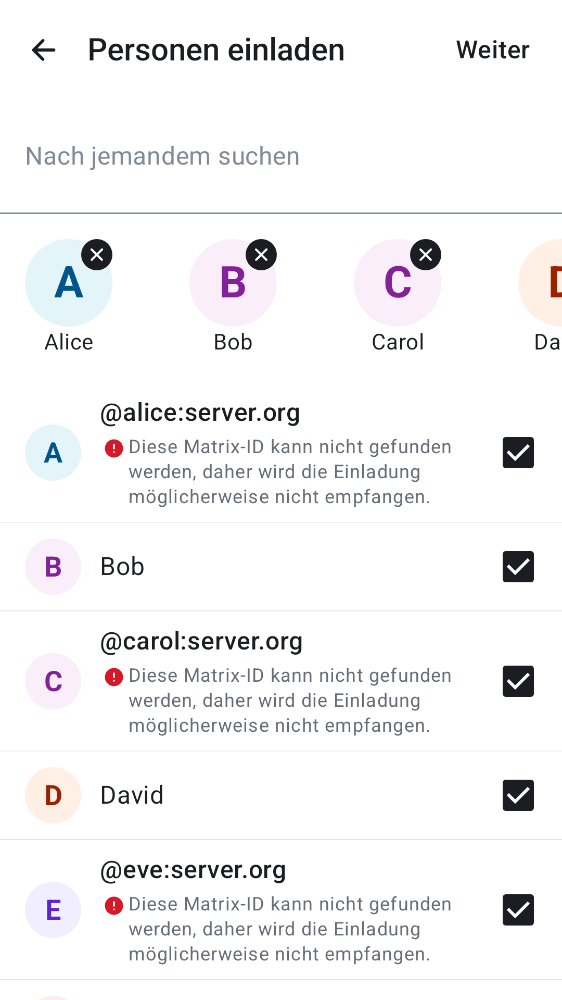 Personen einladen
Weiter
Nach jemandem suchen
A
B
C
Alice
Bob
Carol
@alice:server.org
A
Diese Matrix-ID kann nicht gefunden
werden, daher wird die Einladung
möglicherweise nicht empfangen.
B
Bob
@carol:server.org
C
Diese Matrix-ID kann nicht gefunden
werden, daher wird die Einladung
möglicherweise nicht empfangen.
D
David
@eve:server.org
E
Diese Matrix-ID kann nicht gefunden
werden, daher wird die Einladung
möglicherweise nicht empfangen.